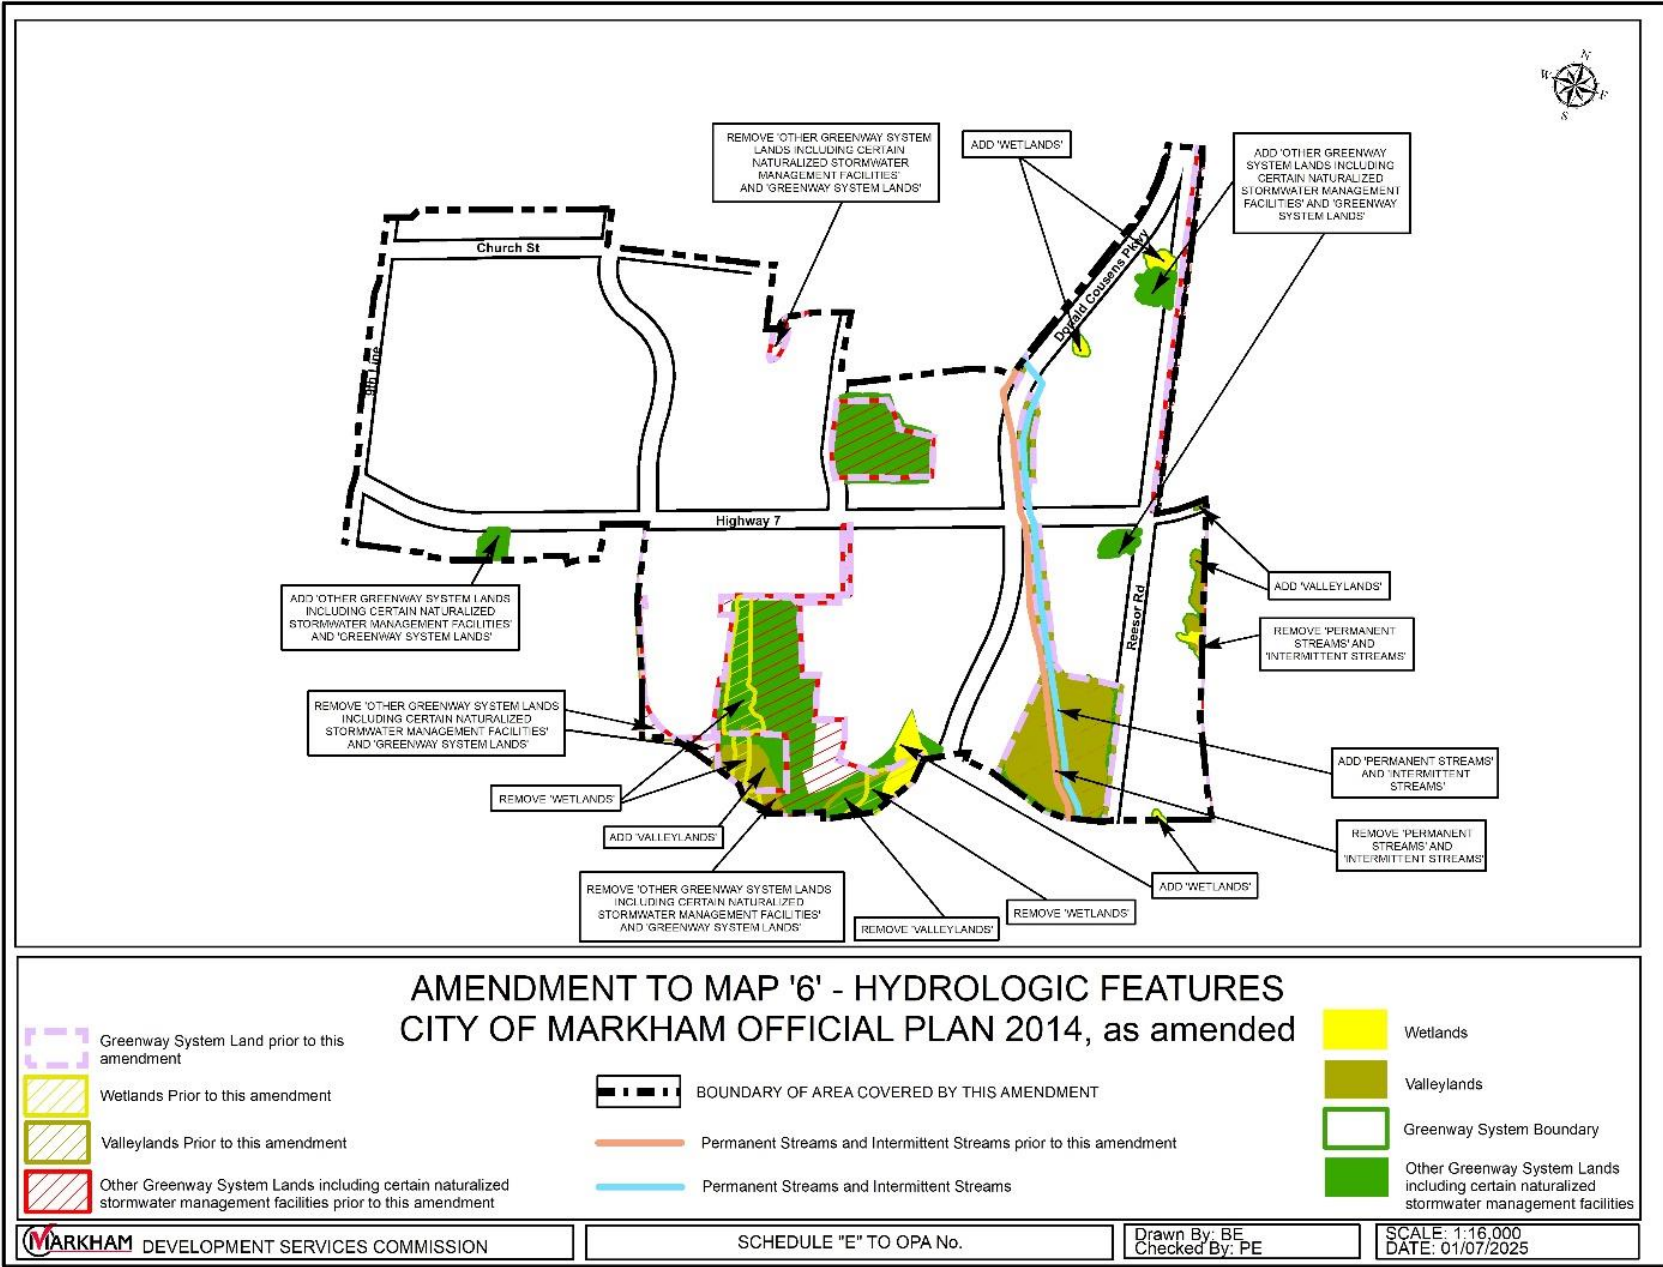 N
W
E
S
REMOVE 'OTHER GREENWAY SYSTEM
LANDS INCLUDING CERTAIN
NATURALIZED STORMWATER
MANAGEMENT FACILITIES'
AND 'GREENWAY SYSTEM LANDS'
ADD 'WETLANDS'
ADD 'OTHER GREENWAY
SYSTEM LANDS INCLUDING
CERTAIN NATURALIZED
STORMWATER MANAGEMENT
FACILITIES' AND 'GREENWAY
SYSTEM LANDS'
Church St
9th Line
Donald Cousens Pkwy
Highway 7
Reesor Rd
ADD 'OTHER GREENWAY SYSTEM LANDS
INCLUDING CERTAIN NATURALIZED
STORMWATER MANAGEMENT FACILITIES'
AND 'GREENWAY SYSTEM LANDS'
ADD 'VALLEYLANDS'
REMOVE 'PERMANENT
STREAMS' AND
'INTERMITTENT STREAMS'
REMOVE 'OTHER GREENWAY SYSTEM LANDS
INCLUDING CERTAIN NATURALIZED
STORMWATER MANAGEMENT FACILITIES'
AND 'GREENWAY SYSTEM LANDS'
REMOVE 'WETLANDS'
ADD 'VALLEYLANDS'
REMOVE 'OTHER GREENWAY SYSTEM LANDS
INCLUDING CERTAIN NATURALIZED
STORMWATER MANAGEMENT FACILITIES'
AND 'GREENWAY SYSTEM LANDS'
REMOVE 'VALLEYLANDS'
REMOVE 'WETLANDS'
ADD 'WETLANDS'
ADD 'PERMANENT STREAMS'
AND 'INTERMITTENT
STREAMS'
REMOVE 'PERMANENT
STREAMS' AND
'INTERMITTENT STREAMS'
AMENDMENT TO MAP '6' - HYDROLOGIC FEATURES
CITY OF MARKHAM OFFICIAL PLAN 2014, as amended
Greenway System Land prior to this
amendment
Wetlands Prior to this amendment
Valleylands Prior to this amendment
Other Greenway System Lands including certain naturalized
stormwater management facilities prior to this amendment
BOUNDARY OF AREA COVERED BY THIS AMENDMENT
Permanent Streams and Intermittent Streams prior to this amendment
Permanent Streams and Intermittent Streams
Wetlands
Valleylands
Greenway System Boundary
Other Greenway System Lands
including certain naturalized
stormwater management facilities
MARKHAM DEVELOPMENT SERVICES COMMISSION
SCHEDULE "E" TO OPA No.
Drawn By: BE
Checked By: PE
SCALE: 1:16,000
DATE: 01/07/2025